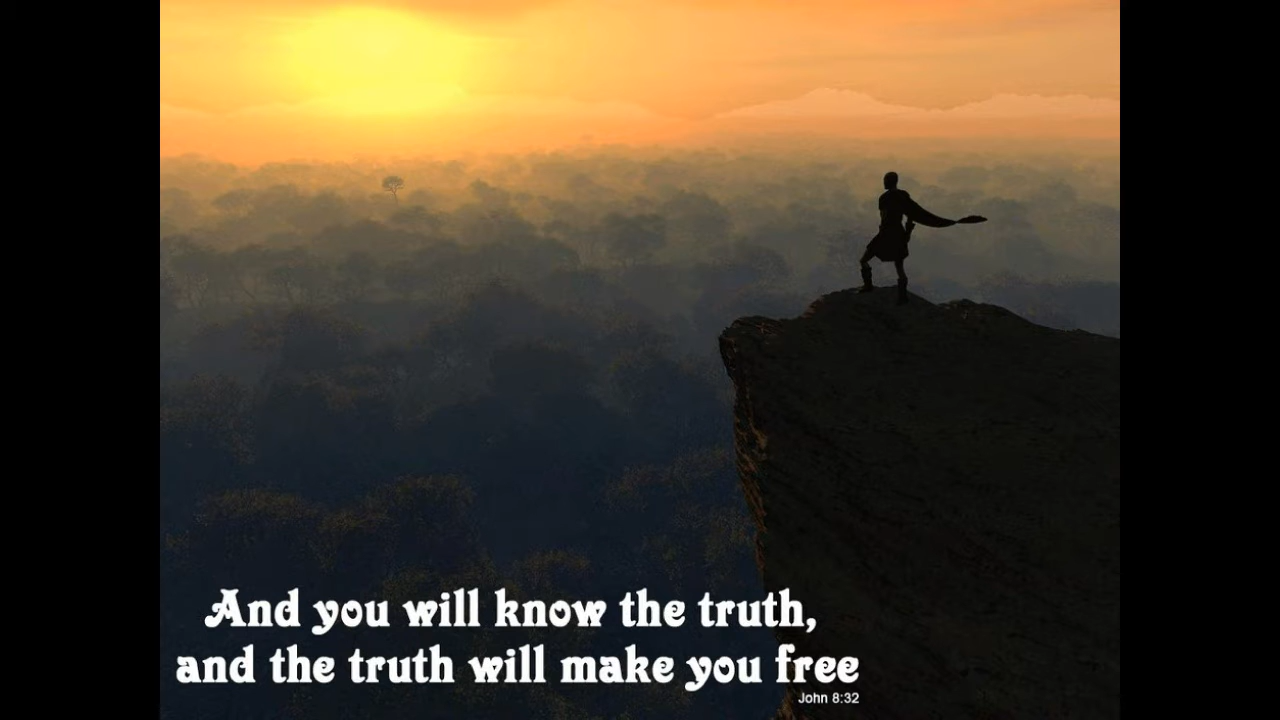 And you will know the truth,
and the truth will make you free
John 8:32